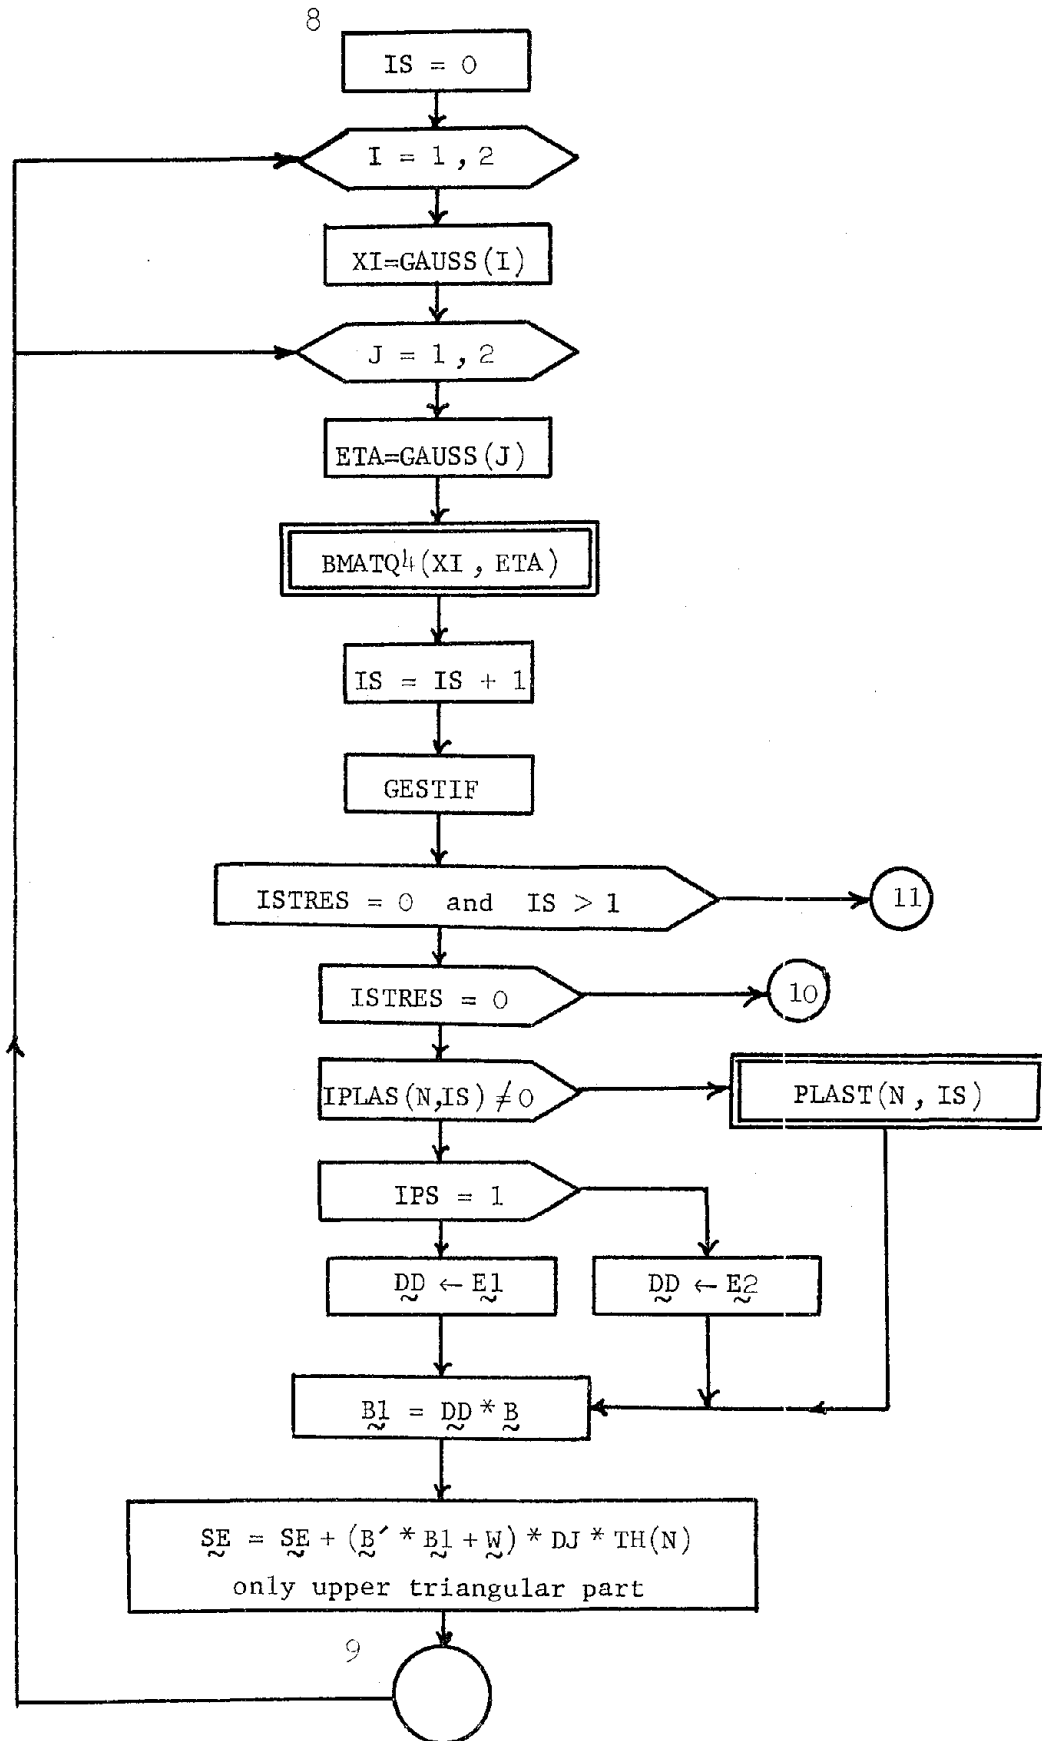 8
IS = 0
I = 1 , 2
XI=GAUSS(I)
J = 1 , 2
ETA=GAUSS(J)
BMATQ4(XI , ETA)
IS = IS + 1
GESTIF
ISTRES = 0 and IS > 1
11
ISTRES = 0
10
IPLAS(N,IS) ≠ 0
PLAST(N , IS)
IPS = 1
DD ← E1
DD ← E2
B1 = DD * B
SE = SE + (B′ * B1 + W) * DJ * TH(N)
only upper triangular part
9